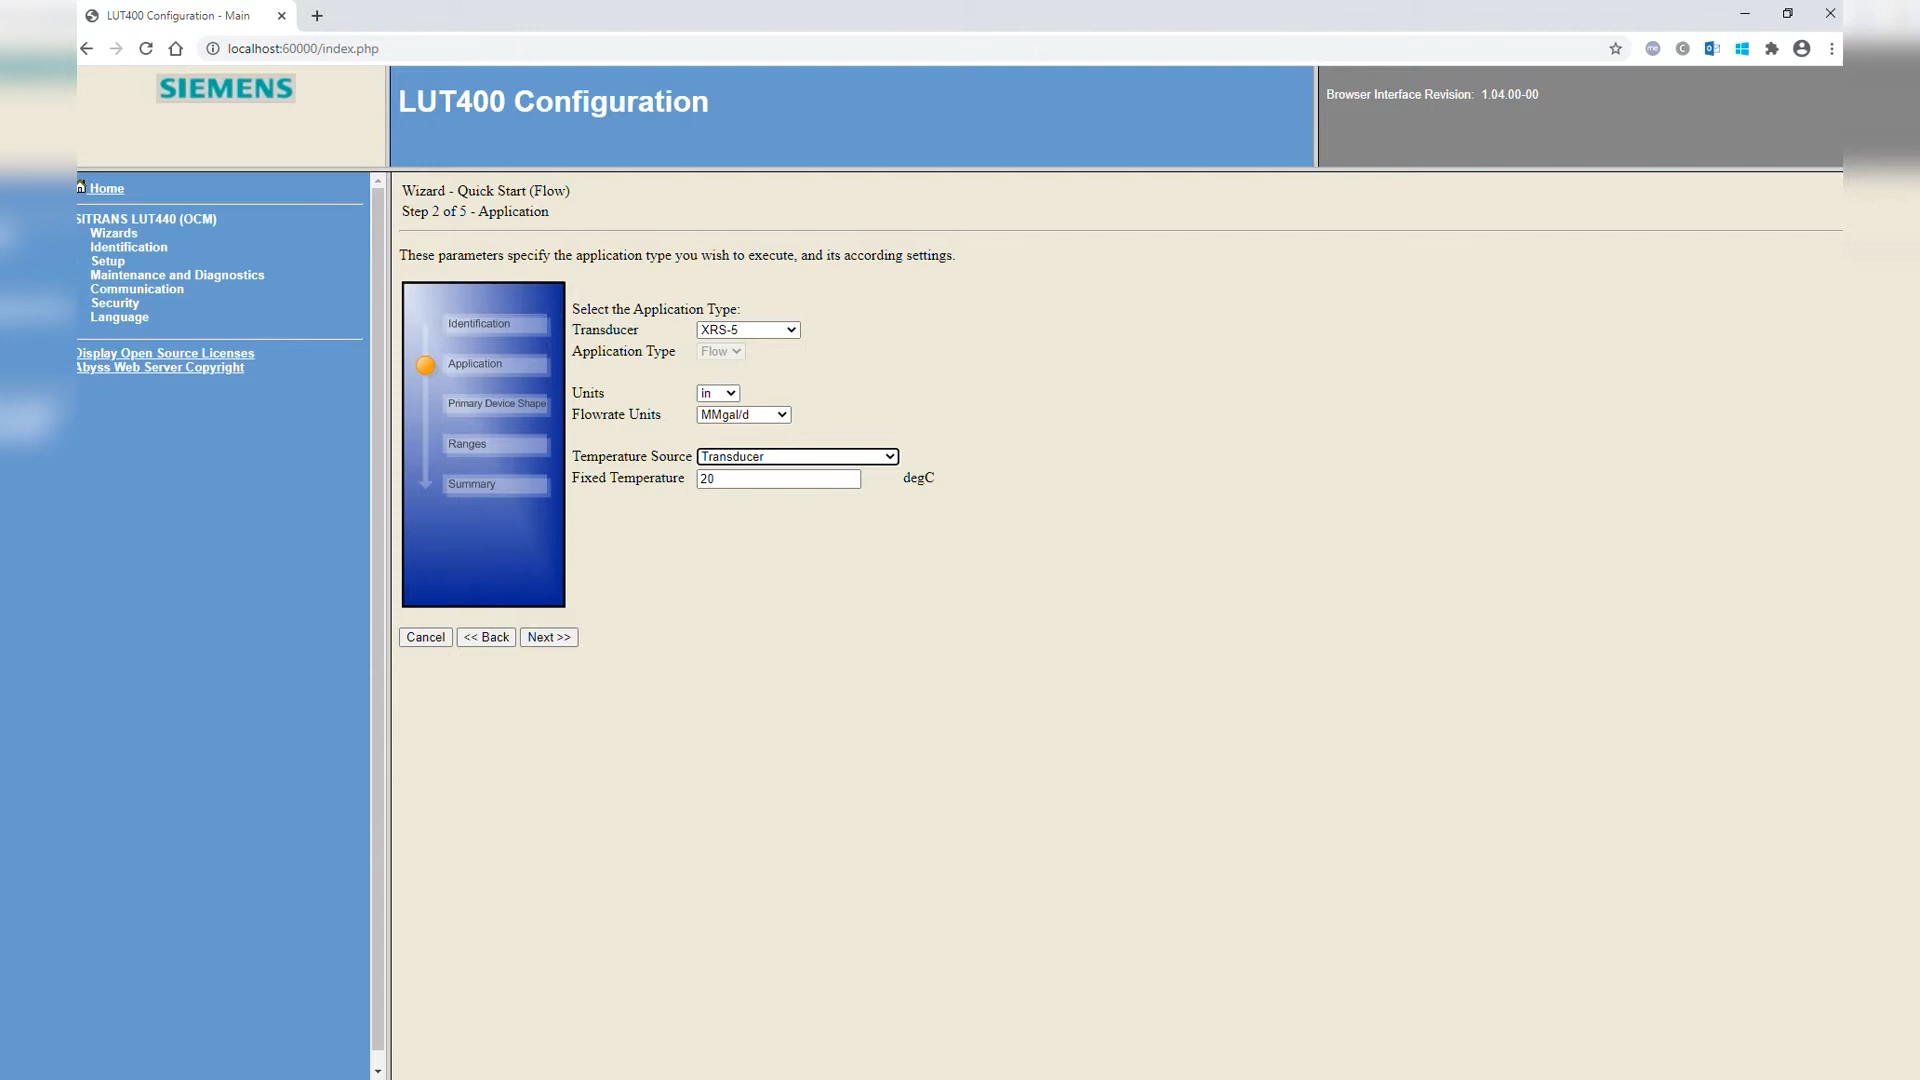 LUT400 Configuration - Main
localhost:60000/index.php
SIEMENS
LUT400 Configuration
Browser Interface Revision: 1.04.00-00
Home
SITRANS LUT440 (OCM)
Wizards
Identification
Setup
Maintenance and Diagnostics
Communication
Security
Language
Display Open Source Licenses
Abyss Web Server Copyright
Wizard - Quick Start (Flow)
Step 2 of 5 - Application
These parameters specify the application type you wish to execute, and its according settings.
Identification
Application
Primary Device Shape
Ranges
Summary
Select the Application Type:
Transducer XRS-5
Application Type Flow
Units in
Flowrate Units MMgal/d
Temperature Source Transducer
Fixed Temperature 20 degC
Cancel << Back Next >>